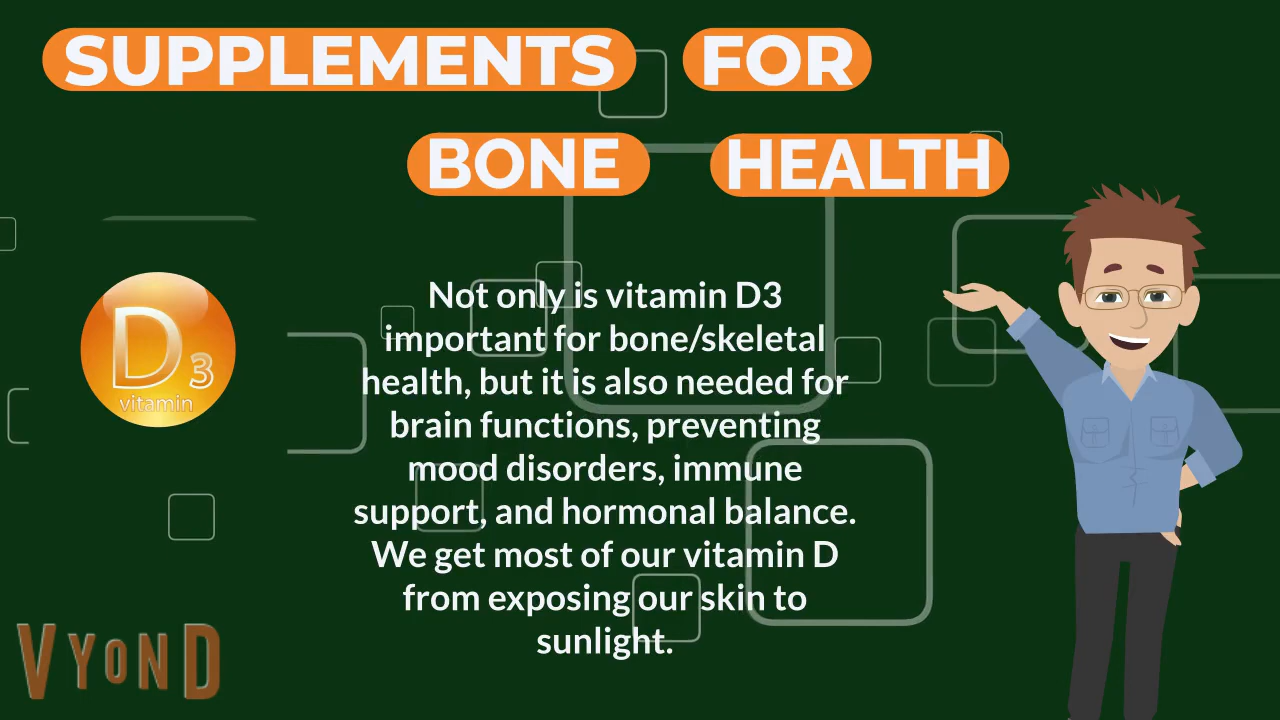 SUPPLEMENTS FOR
BONE HEALTH
Not only is vitamin D3
important for bone/skeletal
health, but it is also needed for
brain functions, preventing
mood disorders, immune
support, and hormonal balance.
We get most of our vitamin D
from exposing our skin to
sunlight.
D3
vitamin
VYOND